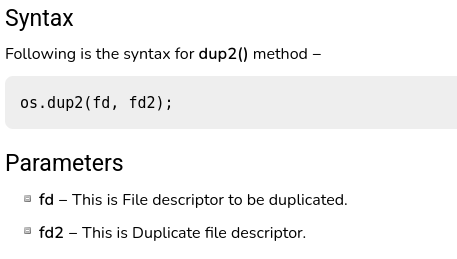 Syntax
Following is the syntax for dup2() method −
os.dup2(fd, fd2);
Parameters
fd − This is File descriptor to be duplicated.
fd2 − This is Duplicate file descriptor.